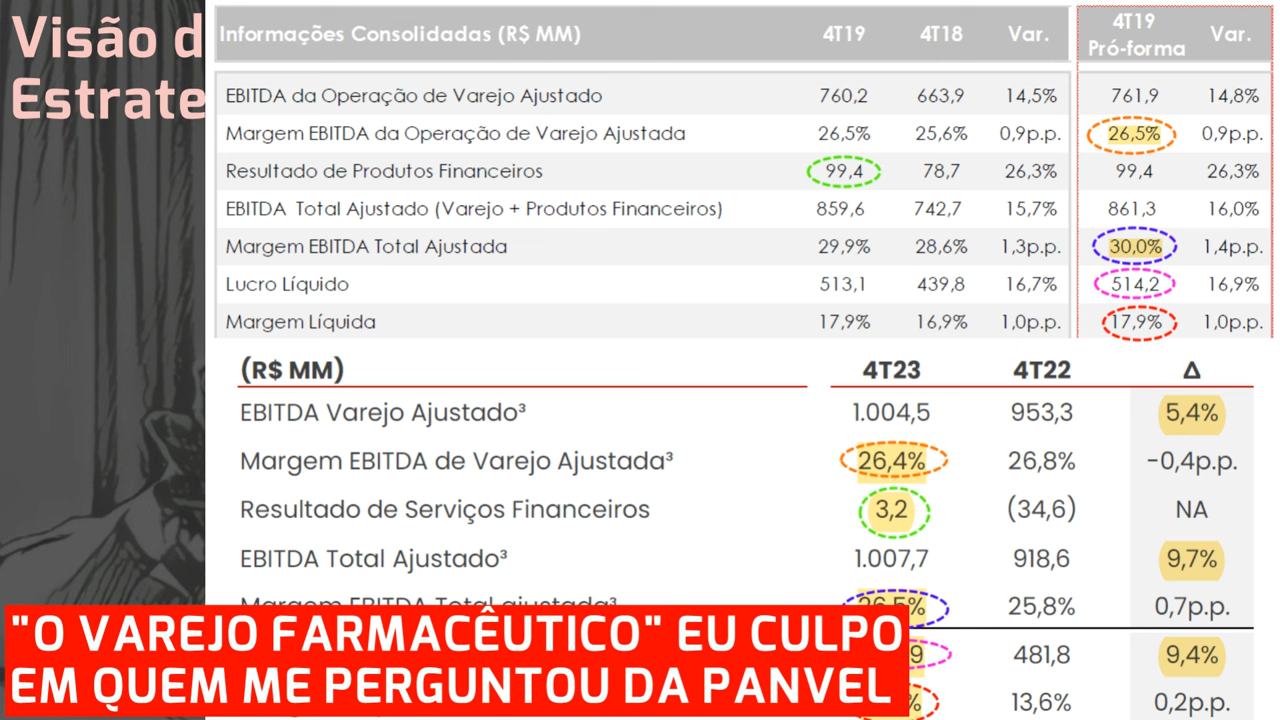 Visão d
Estrate
Informações Consolidadas (R$ MM) 4T19 4T18 Var. 4T19 Pró-forma Var.
EBITDA da Operação de Varejo Ajustado 760,2 663,9 14,5% 761,9 14,8%
Margem EBITDA da Operação de Varejo Ajustada 26,5% 25,6% 0,9p.p. 26,5% 0,9p.p.
Resultado de Produtos Financeiros 99,4 78,7 26,3% 99,4 26,3%
EBITDA Total Ajustado (Varejo + Produtos Financeiros) 859,6 742,7 15,7% 861,3 16,0%
Margem EBITDA Total Ajustada 29,9% 28,6% 1,3p.p. 30,0% 1,4p.p.
Lucro Líquido 513,1 439,8 16,7% 514,2 16,9%
Margem Líquida 17,9% 16,9% 1,0p.p. 17,9% 1,0p.p.
(R$ MM) 4T23 4T22 Δ
EBITDA Varejo Ajustado³ 1.004,5 953,3 5,4%
Margem EBITDA de Varejo Ajustada³ 26,4% 26,8% -0,4p.p.
Resultado de Serviços Financeiros 3,2 (34,6) NA
EBITDA Total Ajustado³ 1.007,7 918,6 9,7%
Margem EBITDA Total ajustada³ 26,5% 25,8% 0,7p.p.
9 481,8 9,4%
% 13,6% 0,2p.p.
"O VAREJO FARMACÊUTICO" EU CULPO
EM QUEM ME PERGUNTOU DA PANVEL